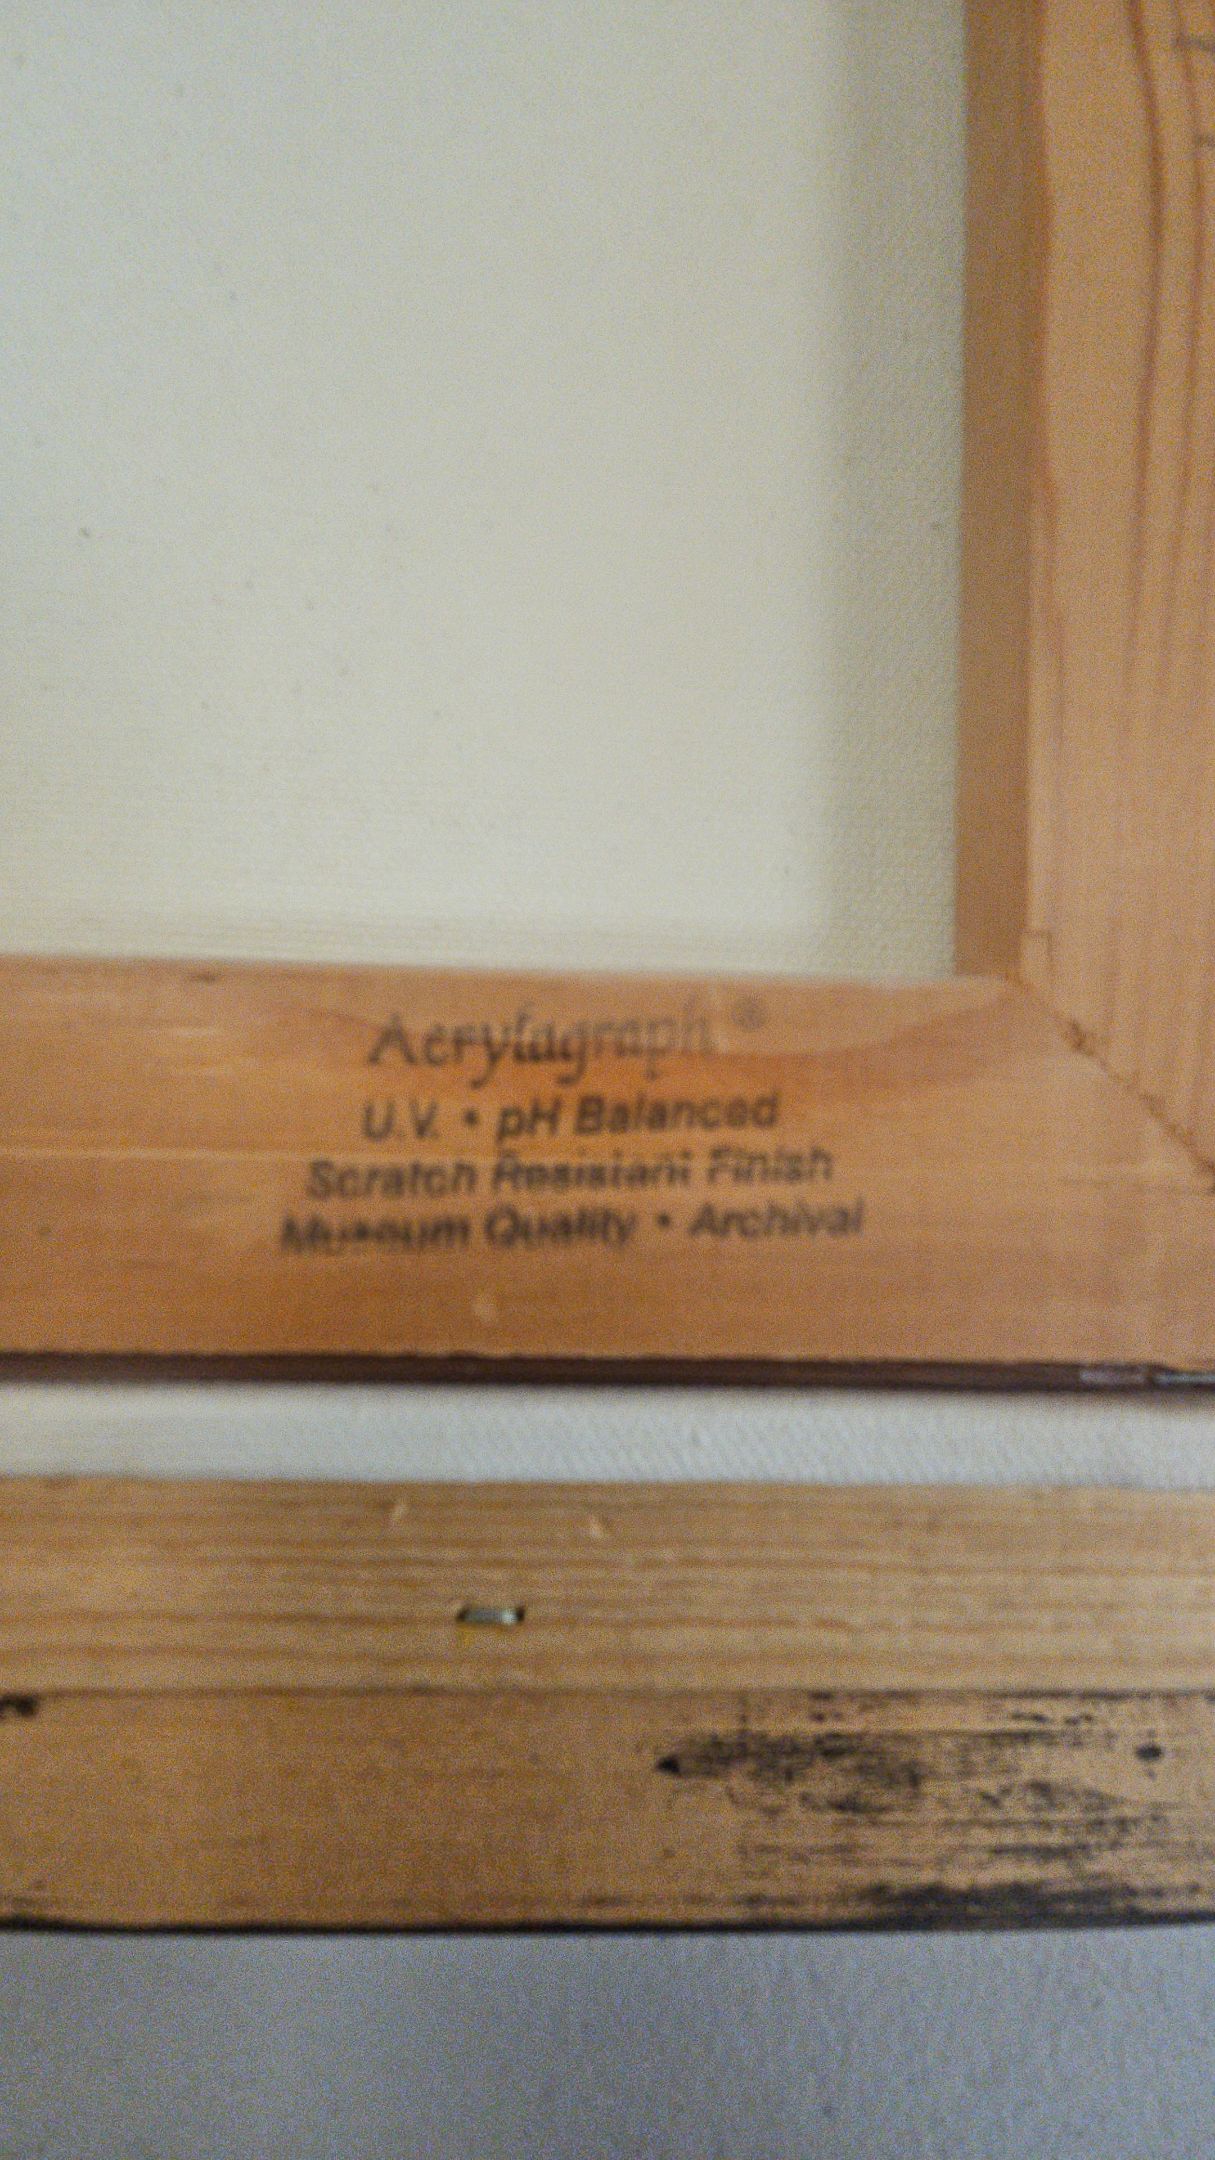 Acrylagraph ®
U.V. • pH Balanced
Scratch Resistant Finish
Museum Quality • Archival